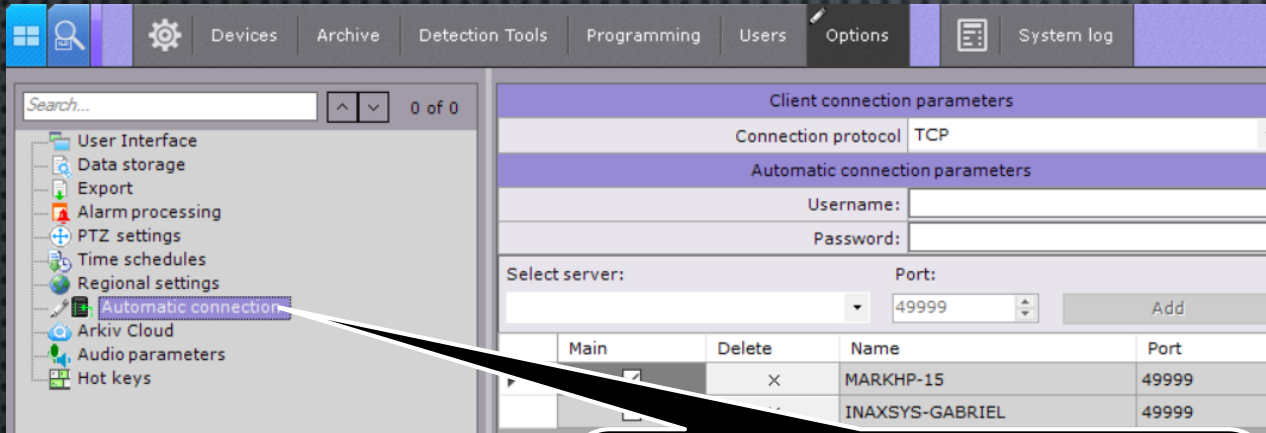 Devices
Archive
Detection Tools
Programming
Users
Options
System log
Search...
0 of 0
User Interface
Data storage
Export
Alarm processing
PTZ settings
Time schedules
Regional settings
Automatic connection
Arkiv Cloud
Audio parameters
Hot keys
Client connection parameters
Connection protocol TCP
Automatic connection parameters
Username:
Password:
Select server: Port:
49999 Add
Main Delete Name Port
MARKHP-15 49999
INAXSYS-GABRIEL 49999